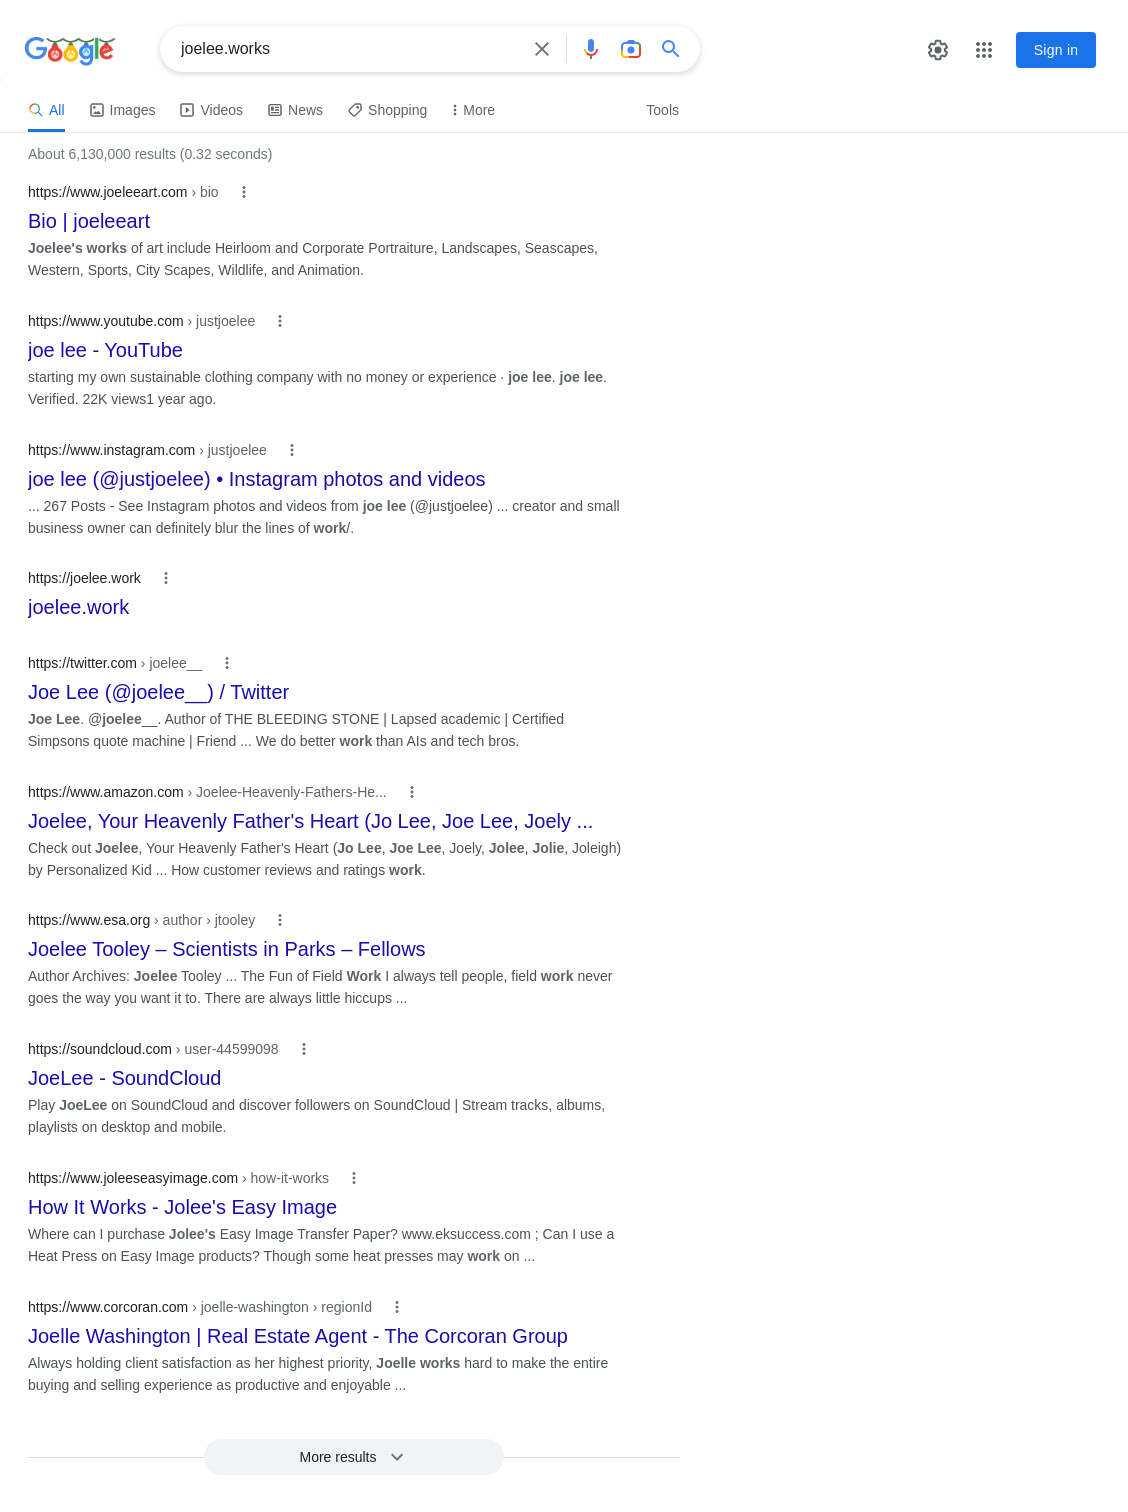 Google
joelee.works
Sign in
All
Images
Videos
News
Shopping
More
Tools
About 6,130,000 results (0.32 seconds)
https://www.joeleeart.com › bio
Bio | joeleeart
Joelee's works of art include Heirloom and Corporate Portraiture, Landscapes, Seascapes,
Western, Sports, City Scapes, Wildlife, and Animation.
https://www.youtube.com › justjoelee
joe lee - YouTube
starting my own sustainable clothing company with no money or experience · joe lee. joe lee.
Verified. 22K views1 year ago.
https://www.instagram.com › justjoelee
joe lee (@justjoelee) • Instagram photos and videos
... 267 Posts - See Instagram photos and videos from joe lee (@justjoelee) ... creator and small
business owner can definitely blur the lines of work/.
https://joelee.work
joelee.work
https://twitter.com › joelee__
Joe Lee (@joelee__) / Twitter
Joe Lee. @joelee__. Author of THE BLEEDING STONE | Lapsed academic | Certified
Simpsons quote machine | Friend ... We do better work than AIs and tech bros.
https://www.amazon.com › Joelee-Heavenly-Fathers-He...
Joelee, Your Heavenly Father's Heart (Jo Lee, Joe Lee, Joely ...
Check out Joelee, Your Heavenly Father's Heart (Jo Lee, Joe Lee, Joely, Jolee, Jolie, Joleigh)
by Personalized Kid ... How customer reviews and ratings work.
https://www.esa.org › author › jtooley
Joelee Tooley – Scientists in Parks – Fellows
Author Archives: Joelee Tooley ... The Fun of Field Work I always tell people, field work never
goes the way you want it to. There are always little hiccups ...
https://soundcloud.com › user-44599098
JoeLee - SoundCloud
Play JoeLee on SoundCloud and discover followers on SoundCloud | Stream tracks, albums,
playlists on desktop and mobile.
https://www.joleeseasyimage.com › how-it-works
How It Works - Jolee's Easy Image
Where can I purchase Jolee's Easy Image Transfer Paper? www.eksuccess.com ; Can I use a
Heat Press on Easy Image products? Though some heat presses may work on ...
https://www.corcoran.com › joelle-washington › regionId
Joelle Washington | Real Estate Agent - The Corcoran Group
Always holding client satisfaction as her highest priority, Joelle works hard to make the entire
buying and selling experience as productive and enjoyable ...
More results